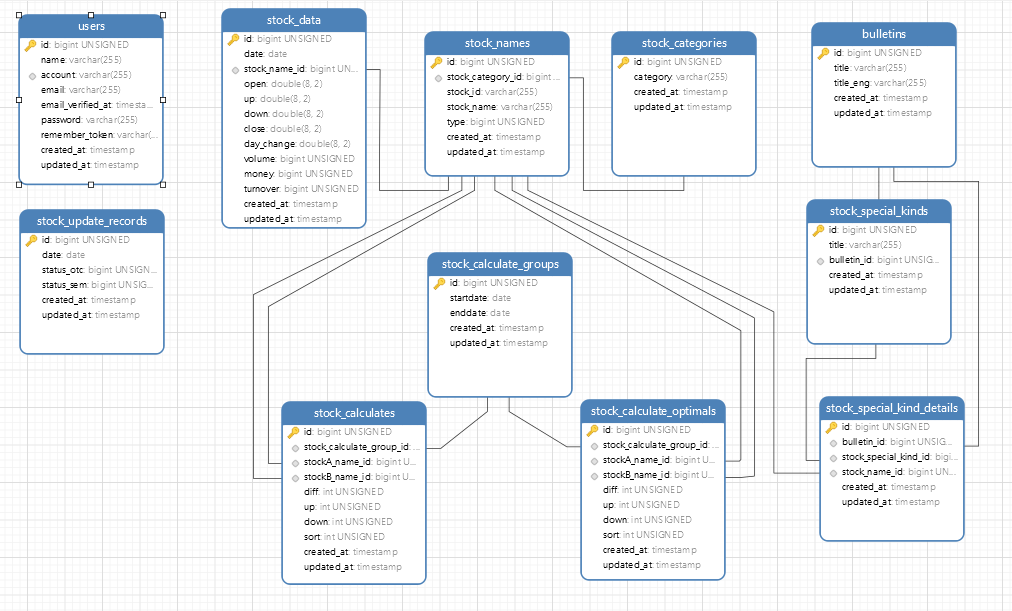 users
id: bigint UNSIGNED
name: varchar(255)
account: varchar(255)
email: varchar(255)
email_verified_at: timesta...
password: varchar(255)
remember_token: varchar(...
created_at: timestamp
updated_at: timestamp
stock_data
id: bigint UNSIGNED
date: date
stock_name_id: bigint UN...
open: double(8, 2)
up: double(8, 2)
down: double(8, 2)
close: double(8, 2)
day_change: double(8, 2)
volume: bigint UNSIGNED
money: bigint UNSIGNED
turnover: bigint UNSIGNED
created_at: timestamp
updated_at: timestamp
stock_names
id: bigint UNSIGNED
stock_category_id: bigint ...
stock_id: varchar(255)
stock_name: varchar(255)
type: bigint UNSIGNED
created_at: timestamp
updated_at: timestamp
stock_categories
id: bigint UNSIGNED
category: varchar(255)
created_at: timestamp
updated_at: timestamp
bulletins
id: bigint UNSIGNED
title: varchar(255)
title_eng: varchar(255)
created_at: timestamp
updated_at: timestamp
stock_update_records
id: bigint UNSIGNED
date: date
status_otc: bigint UNSIGN...
status_sem: bigint UNSIG...
created_at: timestamp
updated_at: timestamp
stock_calculate_groups
id: bigint UNSIGNED
startdate: date
enddate: date
created_at: timestamp
updated_at: timestamp
stock_special_kinds
id: bigint UNSIGNED
title: varchar(255)
bulletin_id: bigint UNSIG...
created_at: timestamp
updated_at: timestamp
stock_calculates
id: bigint UNSIGNED
stock_calculate_group_id: ...
stockA_name_id: bigint U...
stockB_name_id: bigint U...
diff: int UNSIGNED
up: int UNSIGNED
down: int UNSIGNED
sort: int UNSIGNED
created_at: timestamp
updated_at: timestamp
stock_calculate_optimals
id: bigint UNSIGNED
stock_calculate_group_id: ...
stockA_name_id: bigint U...
stockB_name_id: bigint U...
diff: int UNSIGNED
up: int UNSIGNED
down: int UNSIGNED
sort: int UNSIGNED
created_at: timestamp
updated_at: timestamp
stock_special_kind_details
id: bigint UNSIGNED
bulletin_id: bigint UNSIG...
stock_special_kind_id: bigi...
stock_name_id: bigint UN...
created_at: timestamp
updated_at: timestamp